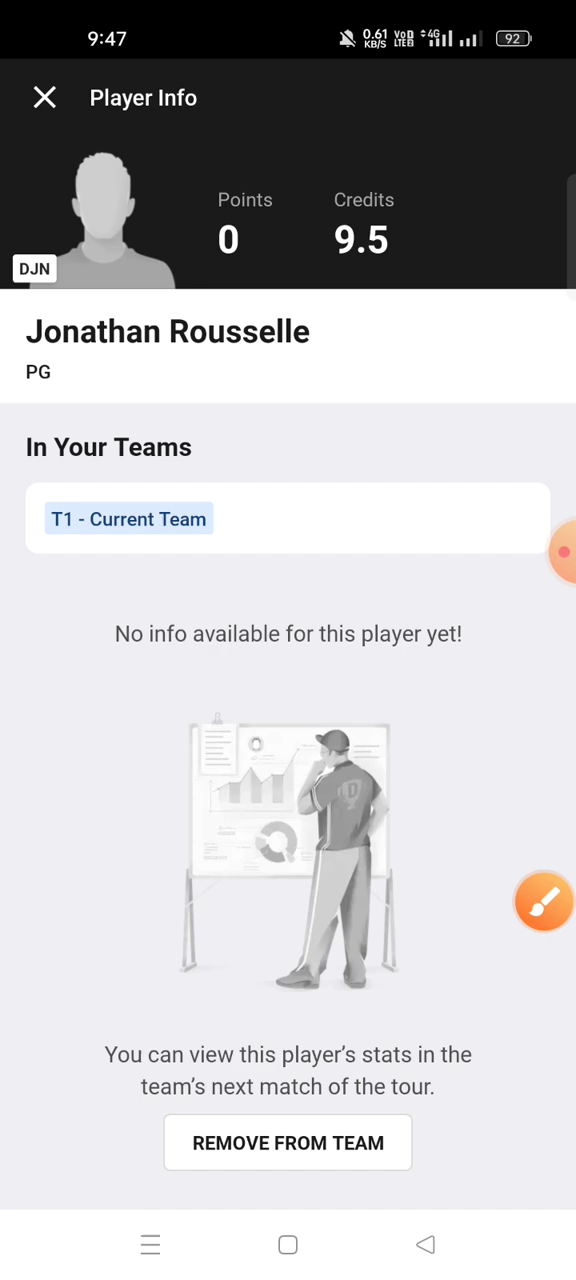 9:47
0.61
KB/S
Vo
LTE
4G
92
Player Info
Points
Credits
0
9.5
DJN
Jonathan Rousselle
PG
In Your Teams
T1 - Current Team
No info available for this player yet!
You can view this player's stats in the
team's next match of the tour.
REMOVE FROM TEAM